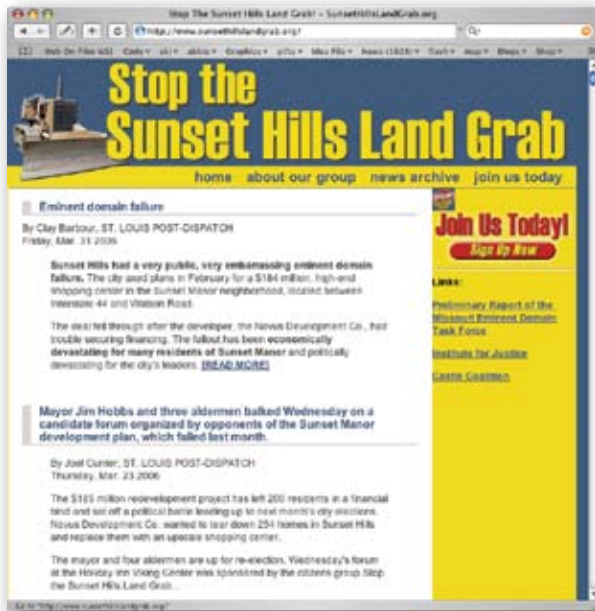 Stop The Sunset Hills Land Grab! - SunsetHillsLandGrab.org
http://www.sunsethillslandgrab.org/
Stop the
Sunset Hills Land Grab
home about our group news archive join us today
Eminent domain failure
By Clay Barbour, ST. LOUIS POST-DISPATCH
Friday, Mar. 31 2006
Sunset Hills had a very public, very embarrassing eminent domain
failure. The city axed plans in February for a $184 million, high-end
shopping center in the Sunset Manor neighborhood, located between
Interstate 44 and Watson Road.
The deal fell through after the developer, the Novus Development Co., had
trouble securing financing. The fallout has been economically
devastating for many residents of Sunset Manor and politically
devastating for the city's leaders. [READ MORE]
Mayor Jim Hobbs and three aldermen balked Wednesday on a
candidate forum organized by opponents of the Sunset Manor
development plan, which failed last month.
By Joel Currier, ST. LOUIS POST-DISPATCH
Thursday, Mar. 23 2006
The $185 million redevelopment project has left 200 residents in a financial
bind and set off a political battle leading up to next month's city elections.
Novus Development Co. wanted to tear down 254 homes in Sunset Hills
and replace them with an upscale shopping center.
The mayor and four aldermen are up for re-election. Wednesday's forum
at the Holiday Inn Viking Center was sponsored by the citizens group Stop
the Sunset Hills Land Grab...
Join Us Today!
Sign Up Now
Links:
Preliminary Report of the
Missouri Eminent Domain
Task Force
Institute for Justice
Castle Coalition
Go to "http://www.sunsethillslandgrab.org/"